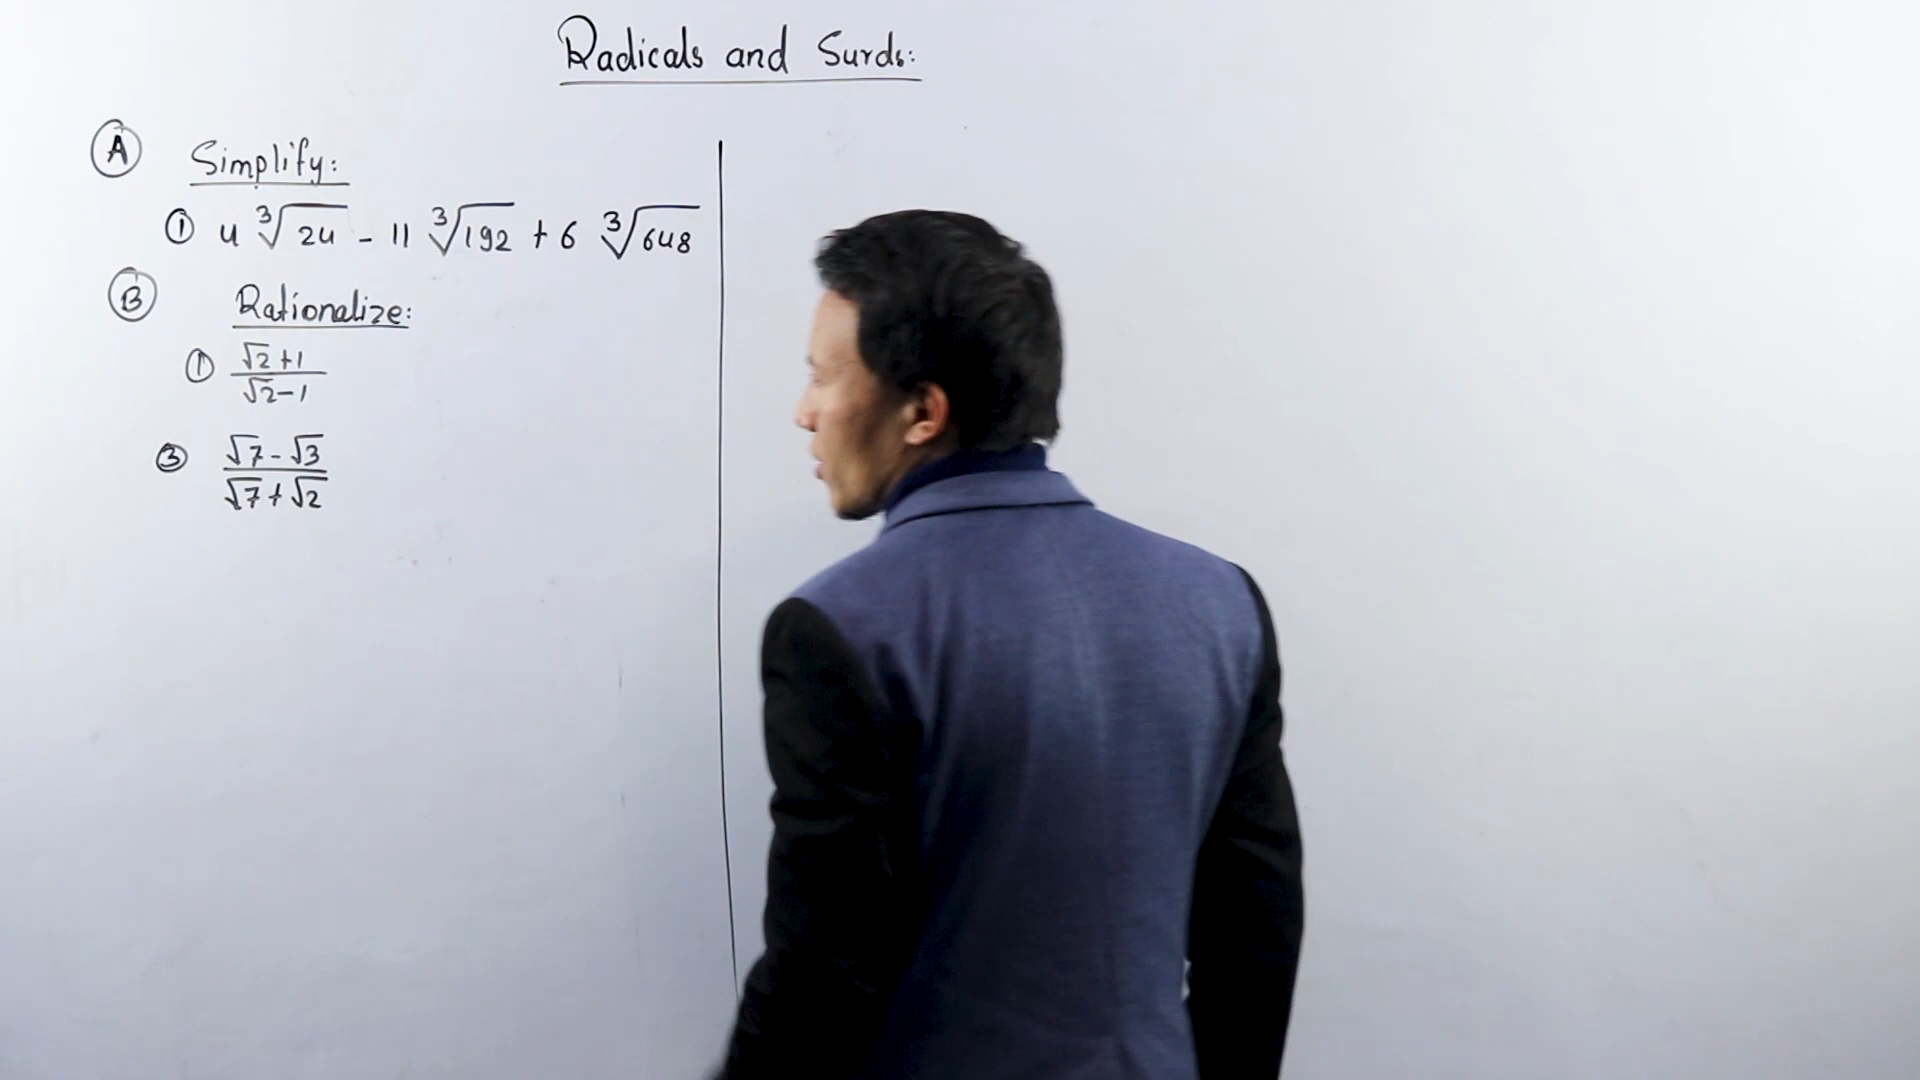 Radicals and Surds:
Ⓐ Simplify:
① 4 ∛24 - 11 ∛192 + 6 ∛648
Ⓑ Rationalize:
① (√2+1)/(√2-1)
③ (√7-√3)/(√7+√2)